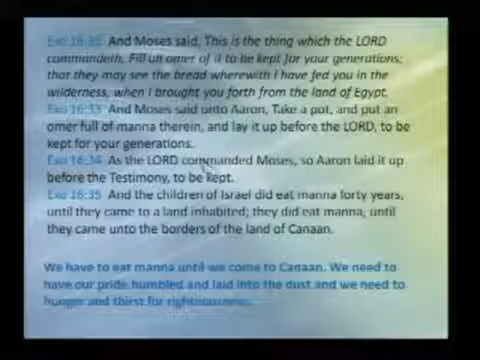 Exo 16:32 And Moses said, This is the thing which the LORD
commandeth, Fill an omer of it to be kept for your generations;
that they may see the bread wherewith I have fed you in the
wilderness, when I brought you forth from the land of Egypt.
Exo 16:33 And Moses said unto Aaron, Take a pot, and put an
omer full of manna therein, and lay it up before the LORD, to be
kept for your generations.
Exo 16:34 As the LORD commanded Moses, so Aaron laid it up
before the Testimony, to be kept.
Exo 16:35 And the children of Israel did eat manna forty years,
until they came to a land inhabited; they did eat manna, until
they came unto the borders of the land of Canaan.
We have to eat manna until we come to Canaan. We need to
have our pride humbled and laid into the dust and we need to
hunger and thirst for righteousness.